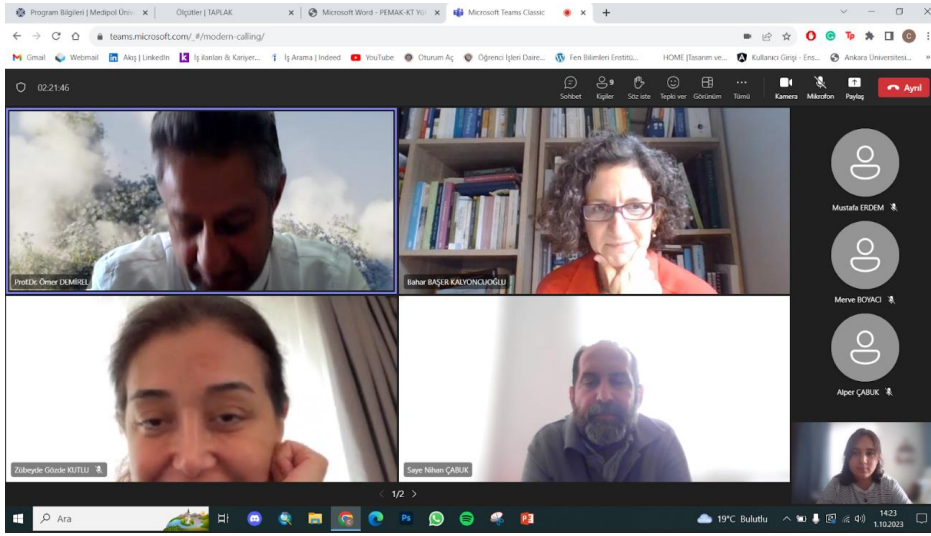 Program Bilgileri | Medipol Üniv
Ölçütler | TAPLAK
Microsoft Word - PEMAK-KT Yü
Microsoft Teams Classic
teams.microsoft.com/_#/modern-calling/
Gmail
Webmail
Akış | LinkedIn
İş ilanları & Kariyer...
İş Arama | Indeed
YouTube
Oturum Aç
Öğrenci İşleri Daire...
Fen Bilimleri Enstitü...
HOME |Tasarım ve...
Kullanıcı Girişi - Ens...
Ankara Üniversitesi...
02:21:46
Sohbet
9
Kişiler
Söz iste
Tepki ver
Görünüm
Tümü
Kamera
Mikrofon
Paylaş
Ayrıl
Prof.Dr. Ömer DEMİREL
Bahar BAŞER KALYONCUOĞLU
Mustafa ERDEM
Merve BOYACI
Alper ÇABUK
Zübeyde Gözde KUTLU
Saye Nihan ÇABUK
1/2
Ara
19°C Bulutlu
14:23
1.10.2023